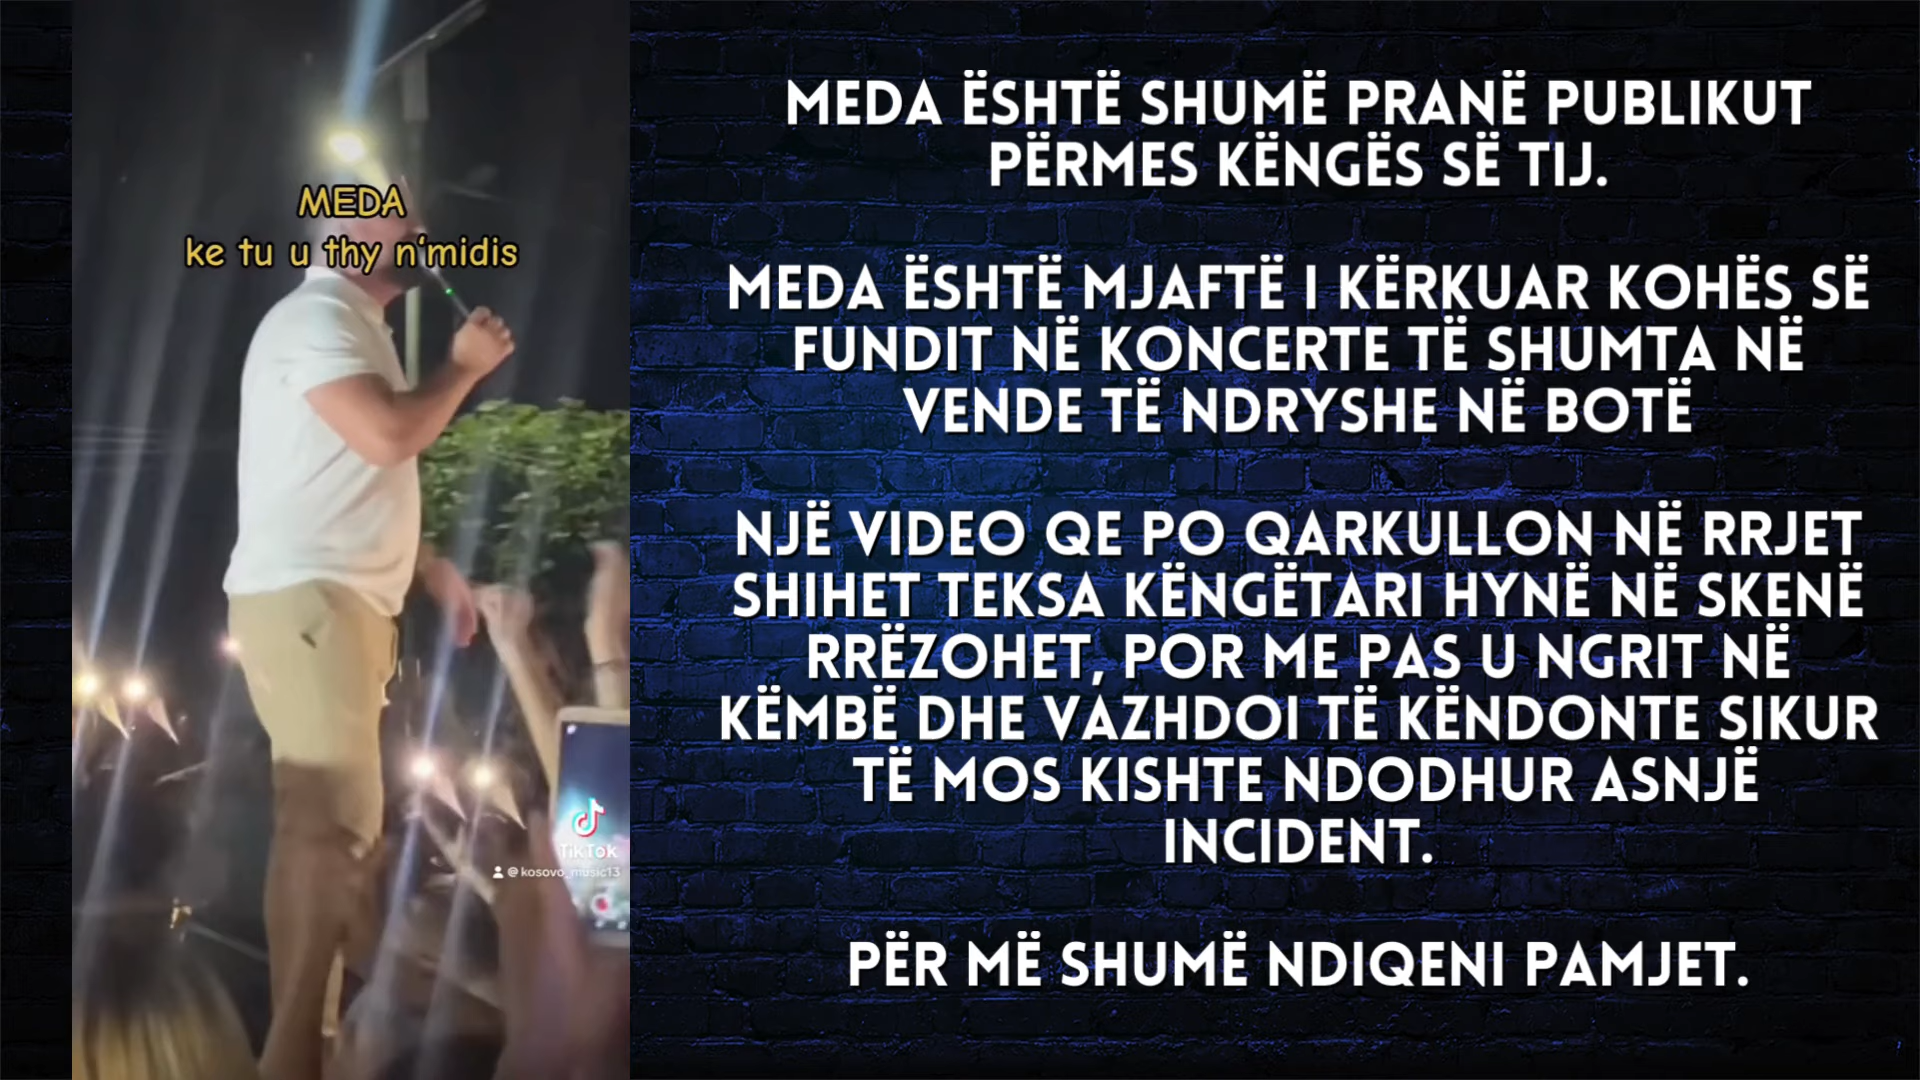 MEDA
ke tu u thy n‘midis
TikTok
@kosovo_music13
MEDA ËSHTË SHUMË PRANË PUBLIKUT
PËRMES KËNGËS SË TIJ.
MEDA ËSHTË MJAFTË I KËRKUAR KOHËS SË
FUNDIT NË KONCERTE TË SHUMTA NË
VENDE TË NDRYSHE NË BOTË
NJË VIDEO QE PO QARKULLON NË RRJET
SHIHET TEKSA KËNGËTARI HYNË NË SKENË
RRËZOHET, POR ME PAS U NGRIT NË
KËMBË DHE VAZHDOI TË KËNDONTE SIKUR
TË MOS KISHTE NDODHUR ASNJË
INCIDENT.
PËR MË SHUMË NDIQENI PAMJET.